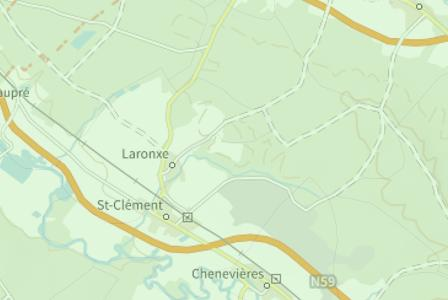 aupré
Laronxe
St-Clément
Chenevières
N59